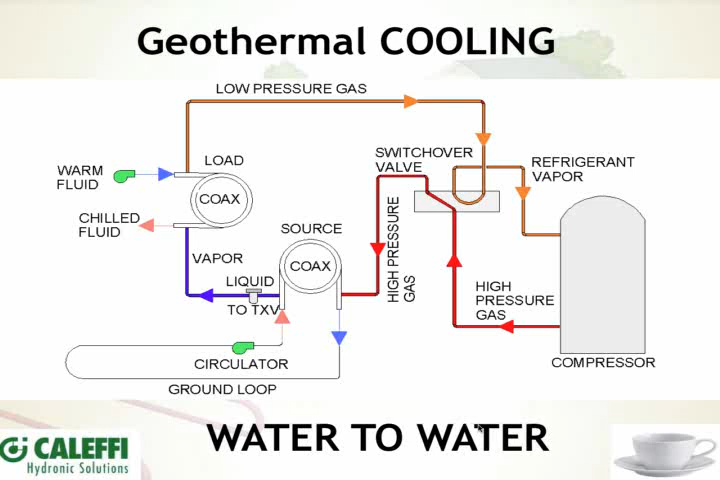 Geothermal COOLING
LOW PRESSURE GAS
WARM
FLUID
LOAD
COAX
CHILLED
FLUID
SWITCHOVER
VALVE
REFRIGERANT
VAPOR
SOURCE
COAX
VAPOR
LIQUID
TO TXV
HIGH PRESSURE
GAS
HIGH
PRESSURE
GAS
CIRCULATOR
COMPRESSOR
GROUND LOOP
CALEFFI
Hydronic Solutions
WATER TO WATER